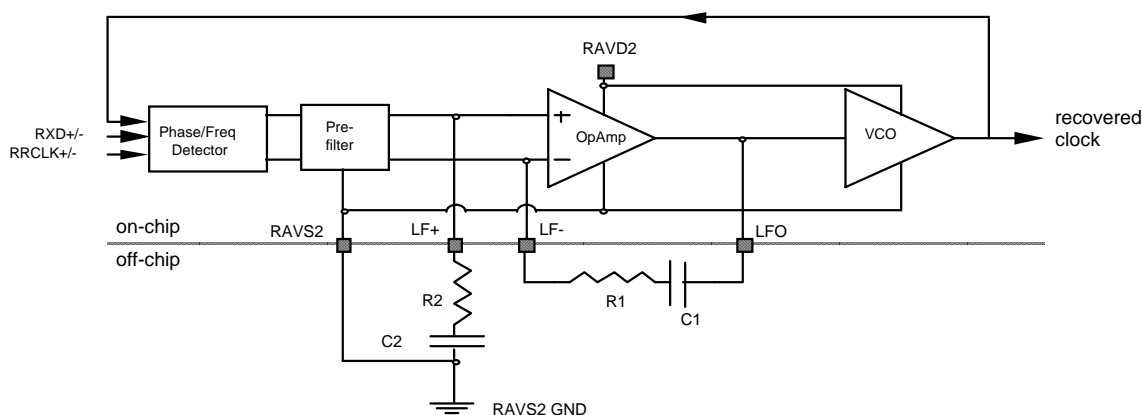 RAVD2
RXD+/-
RRCLK+/-
Phase/Freq
Detector
Pre-
filter
+
−
OpAmp
VCO
recovered
clock
on-chip
off-chip
RAVS2
LF+
LF-
LFO
R2
R1
C1
C2
RAVS2 GND